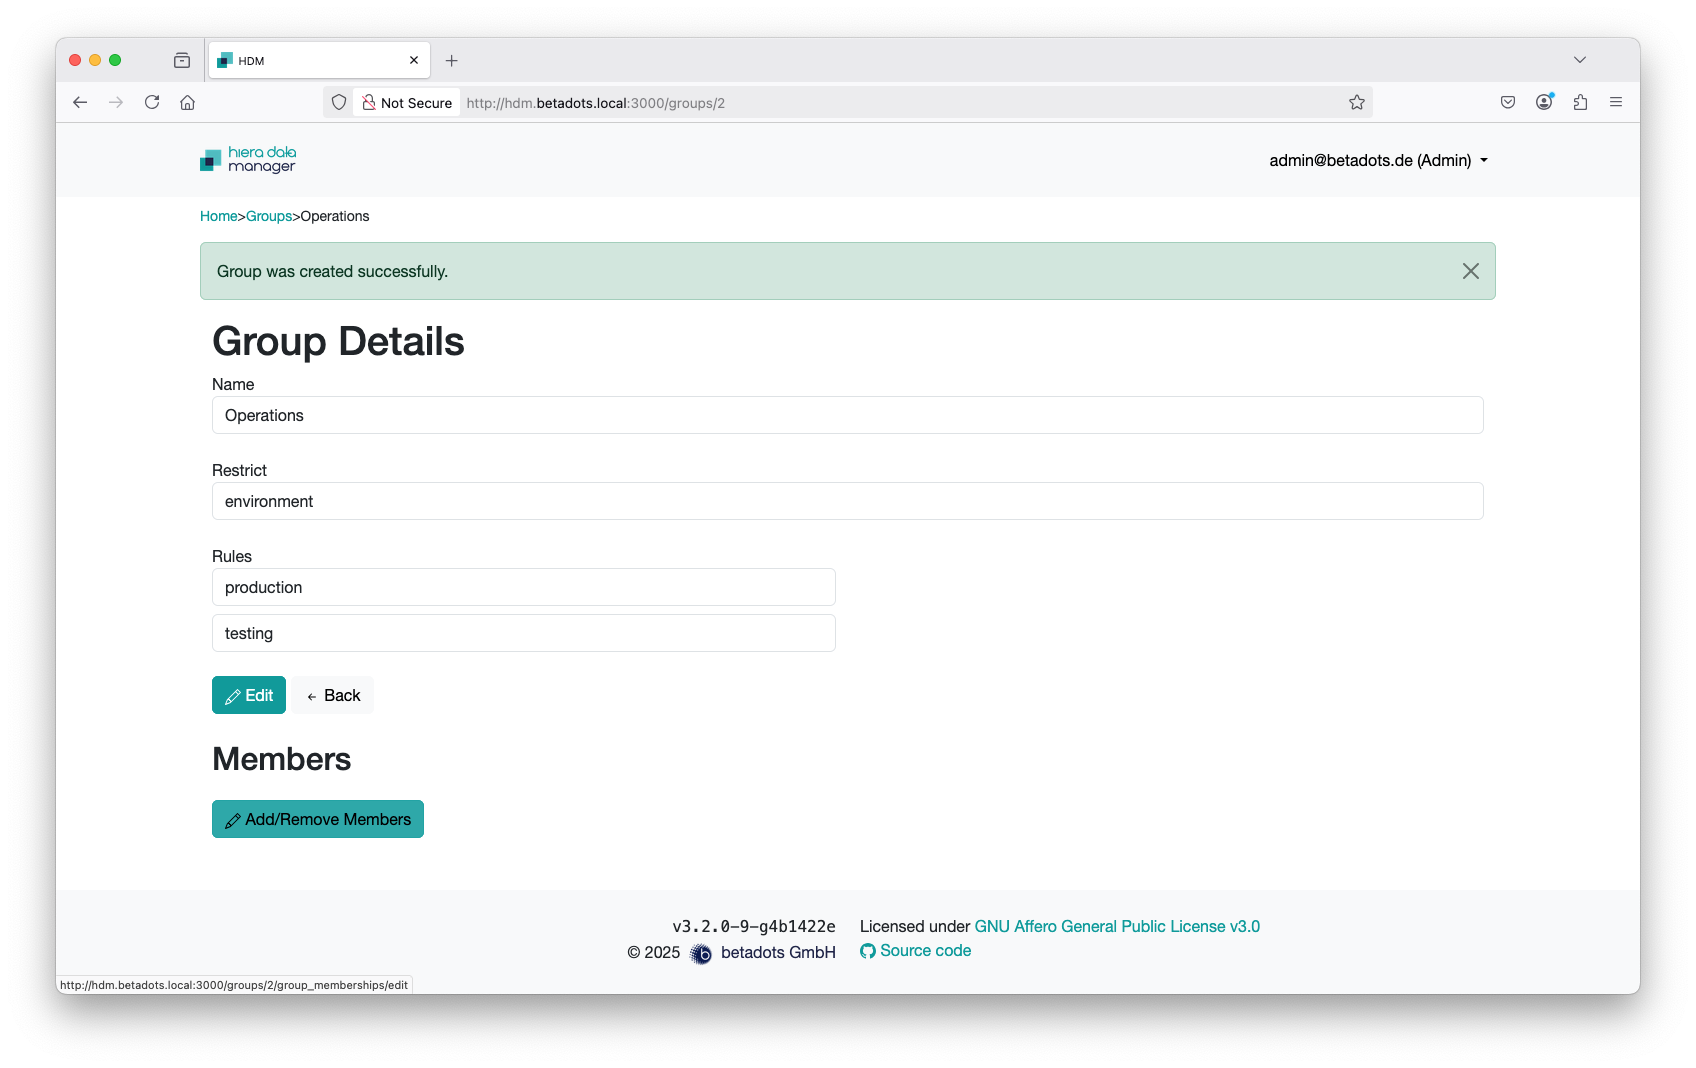 HDM
Not Secure http://hdm.betadots.local:3000/groups/2
hiera data
manager
admin@betadots.de (Admin)
Home>Groups>Operations
Group was created successfully.
Group Details
Name
Operations
Restrict
environment
Rules
production
testing
Edit ← Back
Members
Add/Remove Members
v3.2.0-9-g4b1422e Licensed under GNU Affero General Public License v3.0
© 2025 b betadots GmbH Source code
http://hdm.betadots.local:3000/groups/2/group_memberships/edit